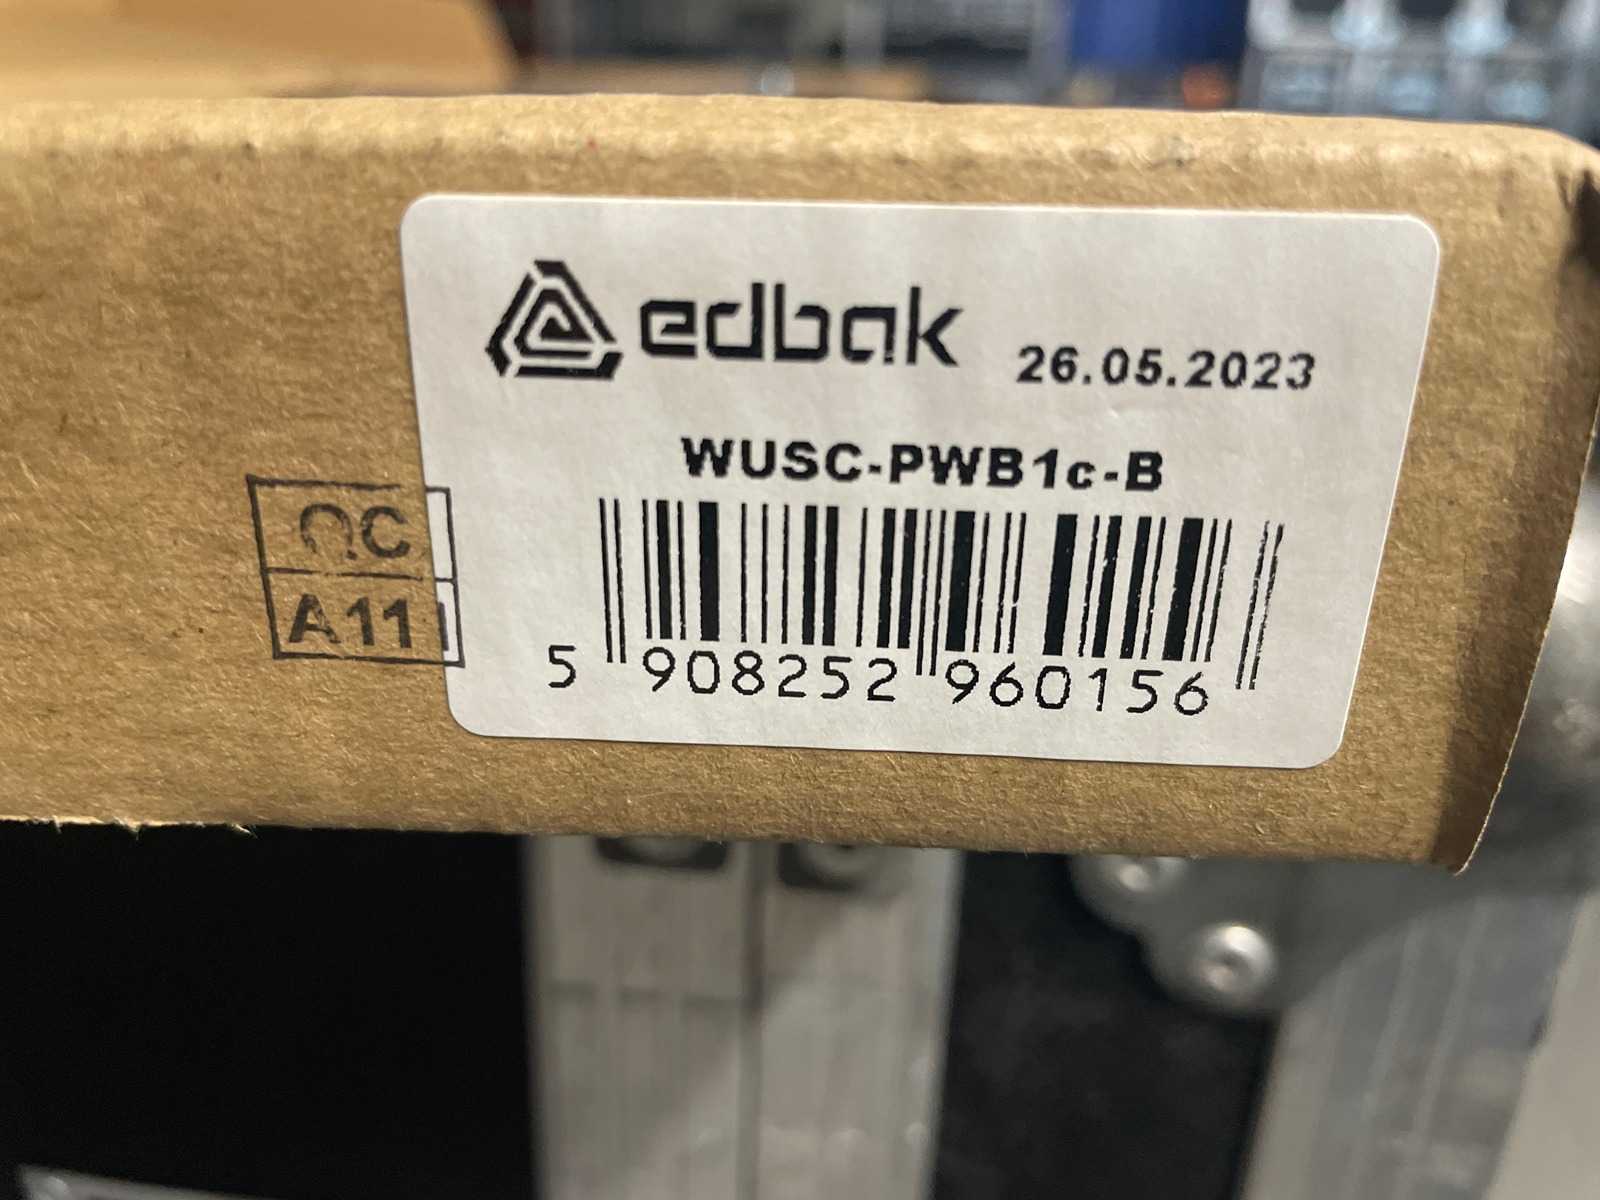 edbak 26.05.2023
WUSC-PWB1c-B
5 908252 960156
QC
A11